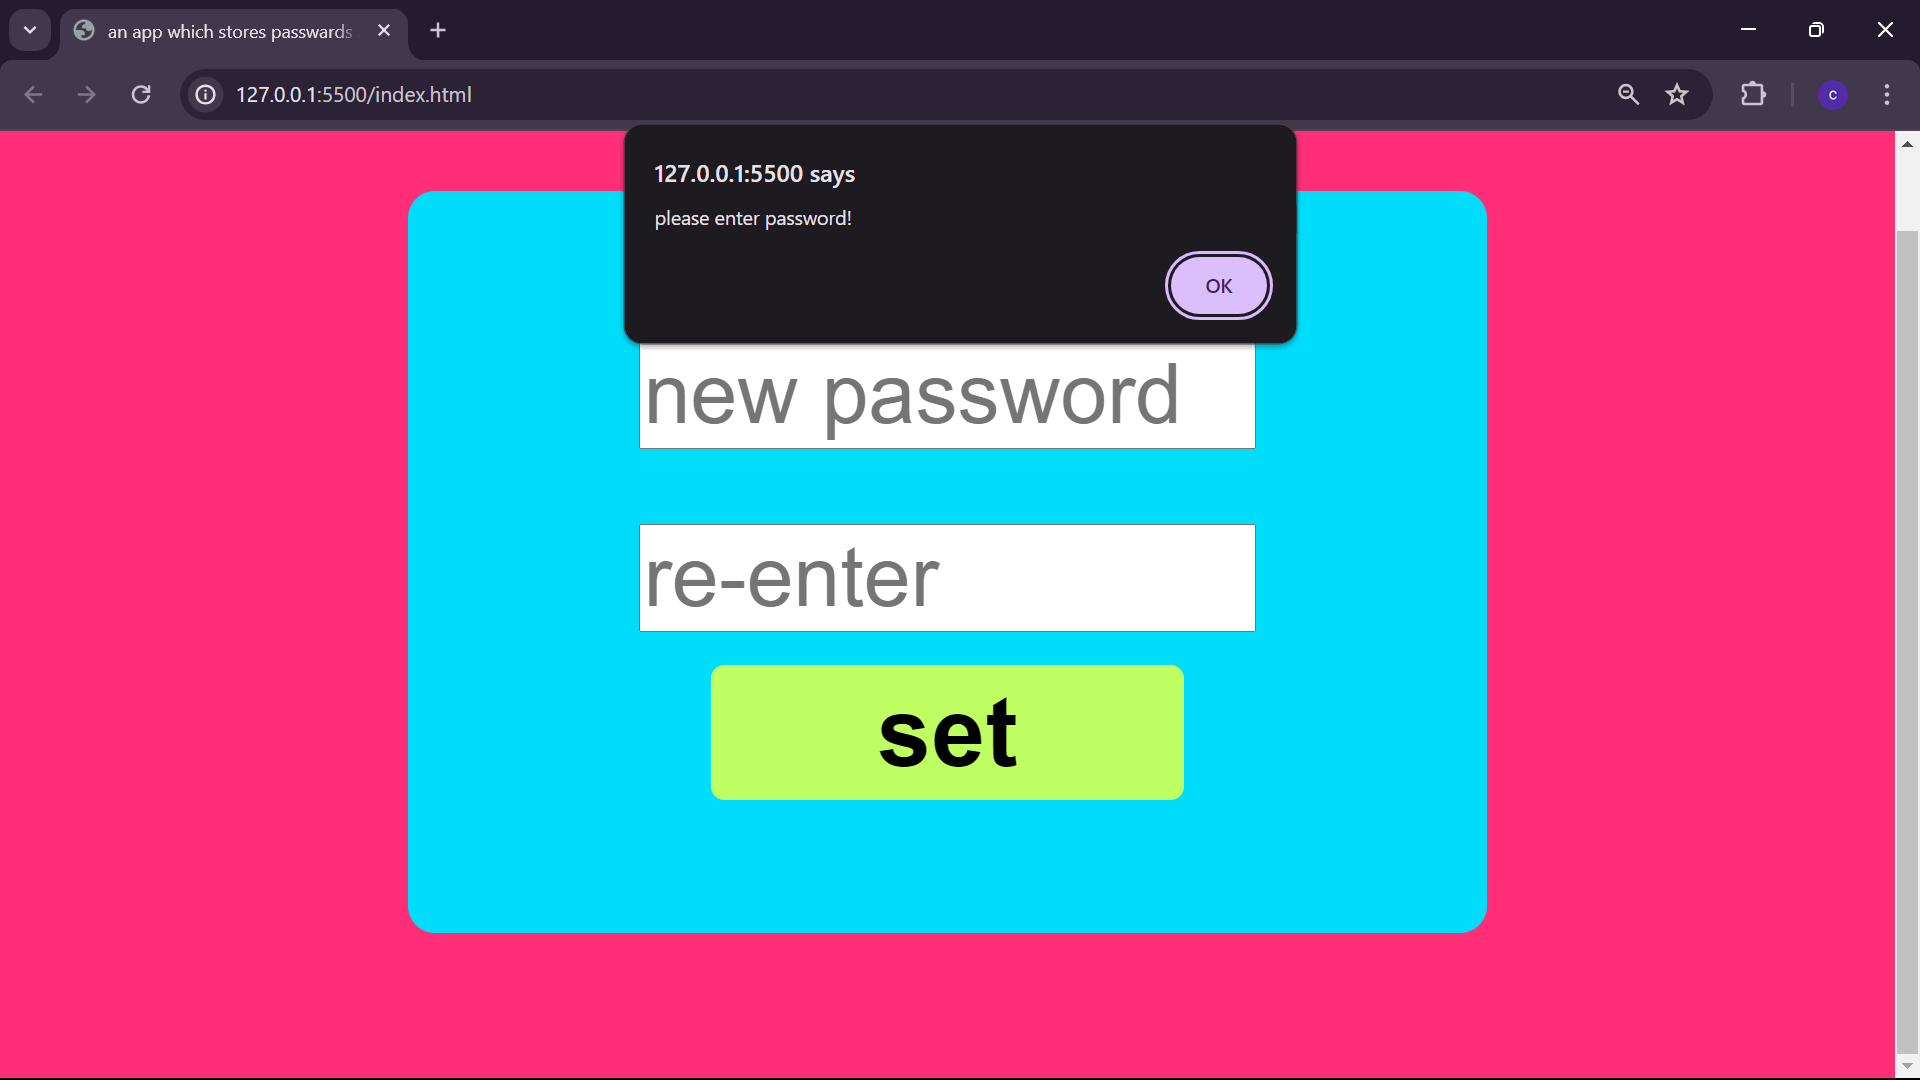 an app which stores passwards
127.0.0.1:5500/index.html
c
127.0.0.1:5500 says
please enter password!
OK
new password
re-enter
set